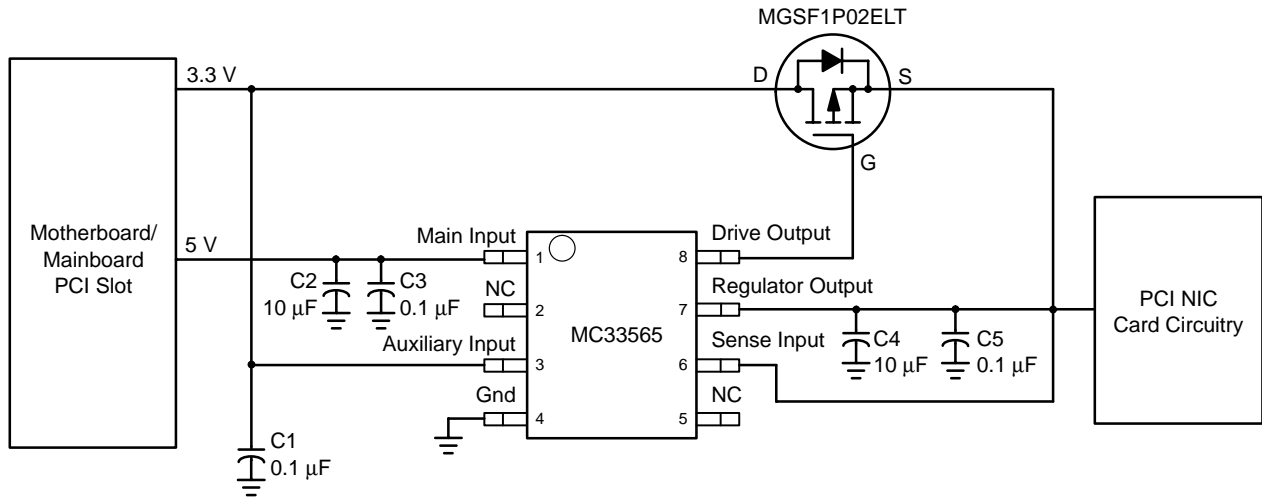 MGSF1P02ELT
3.3 V
D
S
G
Motherboard/
Mainboard
PCI Slot
5 V
Main Input
1
C2
10 µF
C3
0.1 µF
NC
2
Auxiliary Input
3
Gnd
4
C1
0.1 µF
MC33565
Drive Output
8
Regulator Output
7
Sense Input
6
NC
5
C4
10 µF
C5
0.1 µF
PCI NIC
Card Circuitry